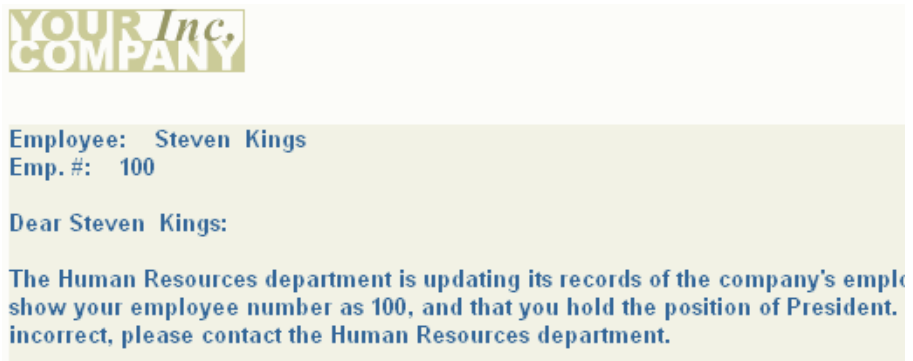 YOUR Inc.
COMPANY
Employee: Steven Kings
Emp. #: 100
Dear Steven Kings:
The Human Resources department is updating its records of the company's
show your employee number as 100, and that you hold the position of President.
incorrect, please contact the Human Resources department.